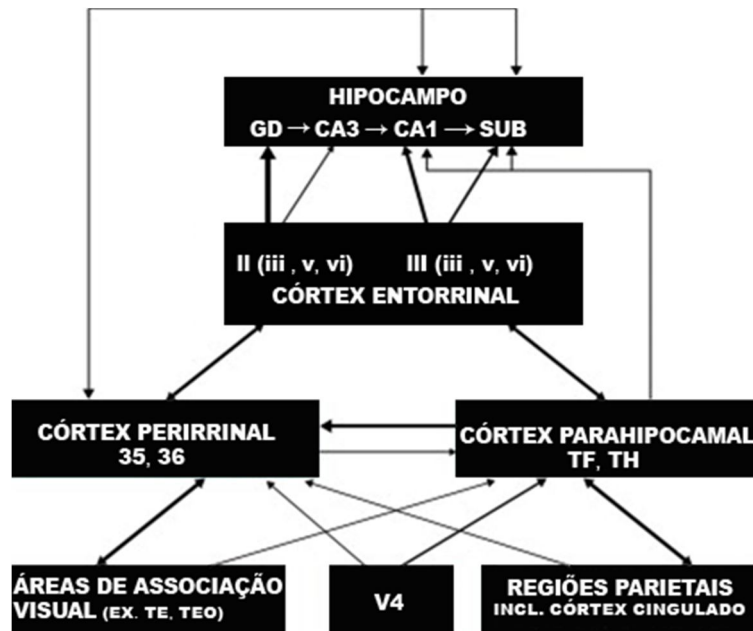 HIPOCAMPO
GD → CA3 → CA1 → SUB
II (iii , v, vi) III (iii , v, vi)
CÓRTEX ENTORRINAL
CÓRTEX PERIRRINAL
35, 36
CÓRTEX PARAHIPOCAMAL
TF, TH
ÁREAS DE ASSOCIAÇÃO
VISUAL (EX. TE, TEO)
V4
REGIÕES PARIETAIS
INCL. CÓRTEX CINGULADO